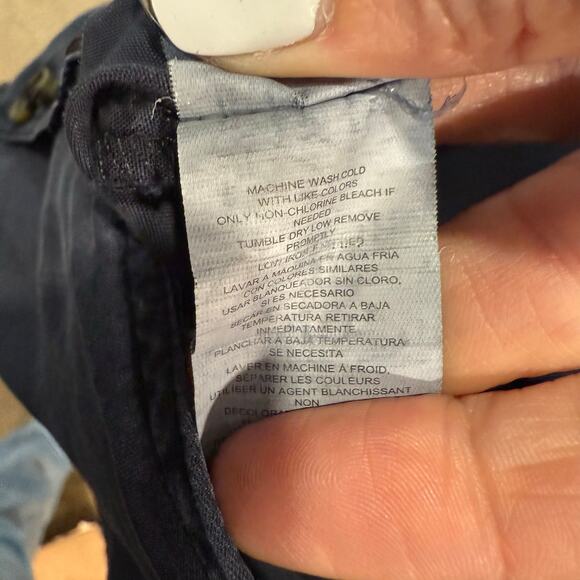 MACHINE WASH COLD
WITH LIKE COLORS
ONLY NON-CHLORINE BLEACH IF
NEEDED
TUMBLE DRY LOW REMOVE
PROMPTLY
LOW IRON
LAVAR A MAQUINA EN AGUA FRIA
CON COLORES SIMILARES
USAR BLANQUEADOR SIN CLORO,
SI ES NECESARIO
SECAR EN SECADORA A BAJA
TEMPERATURA RETIRAR
INMEDIATAMENTE
PLANCHAR A BAJA TEMPERATURA
SE NECESITA
LAVER EN MACHINE À FROID,
SÉPARER LES COULEURS
UTILISER UN AGENT BLANCHISSANT
NON